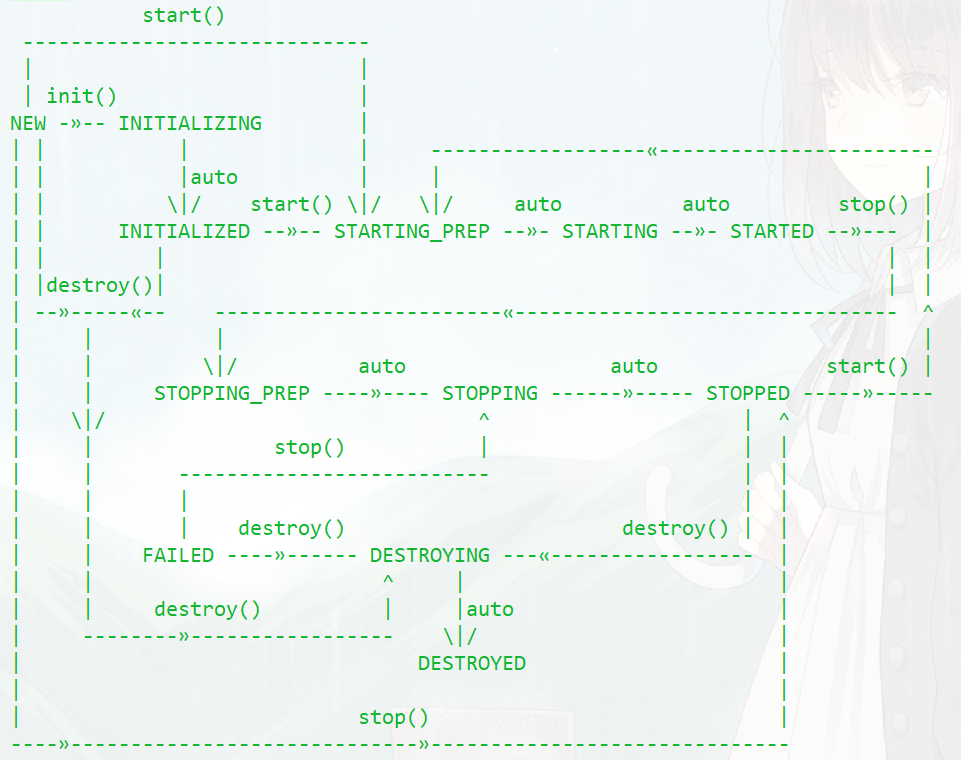 start()
  -----------------------------
  |                           |
  | init()                    |
NEW -»-- INITIALIZING         |
| |           |               |     ------------------«-----------------------
| |           |auto           |     |                                        |
| |          \|/    start() \|/   \|/     auto          auto         stop()  |
| |      INITIALIZED --»-- STARTING_PREP --»- STARTING --»- STARTED --»---   |
| |         |                                                            |   |
| |destroy()|                                                            |   |
| --»-----«--    ------------------------«--------------------------------   ^
|     |          |                                                           |
|     |         \|/          auto                 auto              start()  |
|     |     STOPPING_PREP ----»---- STOPPING ------»----- STOPPED -----»-----
|    \|/                               ^                     |  ^
|     |               stop()           |                     |  |
|     |       --------------------------                     |  |
|     |       |                                              |  |
|     |       |    destroy()                       destroy() |  |
|     |    FAILED ----»------ DESTROYING ---«-----------------  |
|     |                        ^     |                          |
|     |     destroy()          |     |auto                      |
|     --------»-----------------    \|/                         |
|                                 DESTROYED                     |
|                                                               |
|                            stop()                             |
----»-----------------------------»------------------------------